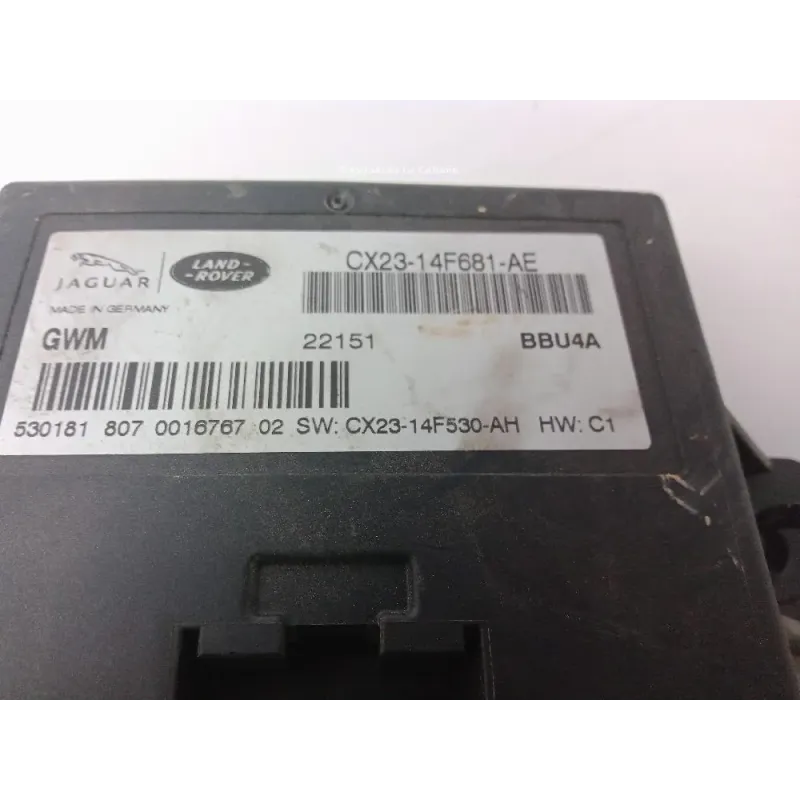 CX23-14F681-AE
JAGUAR LAND-ROVER
MADE IN GERMANY
GWM 22151 BBU4A
530181 807 0016767 02 SW: CX23-14F530-AH HW: C1